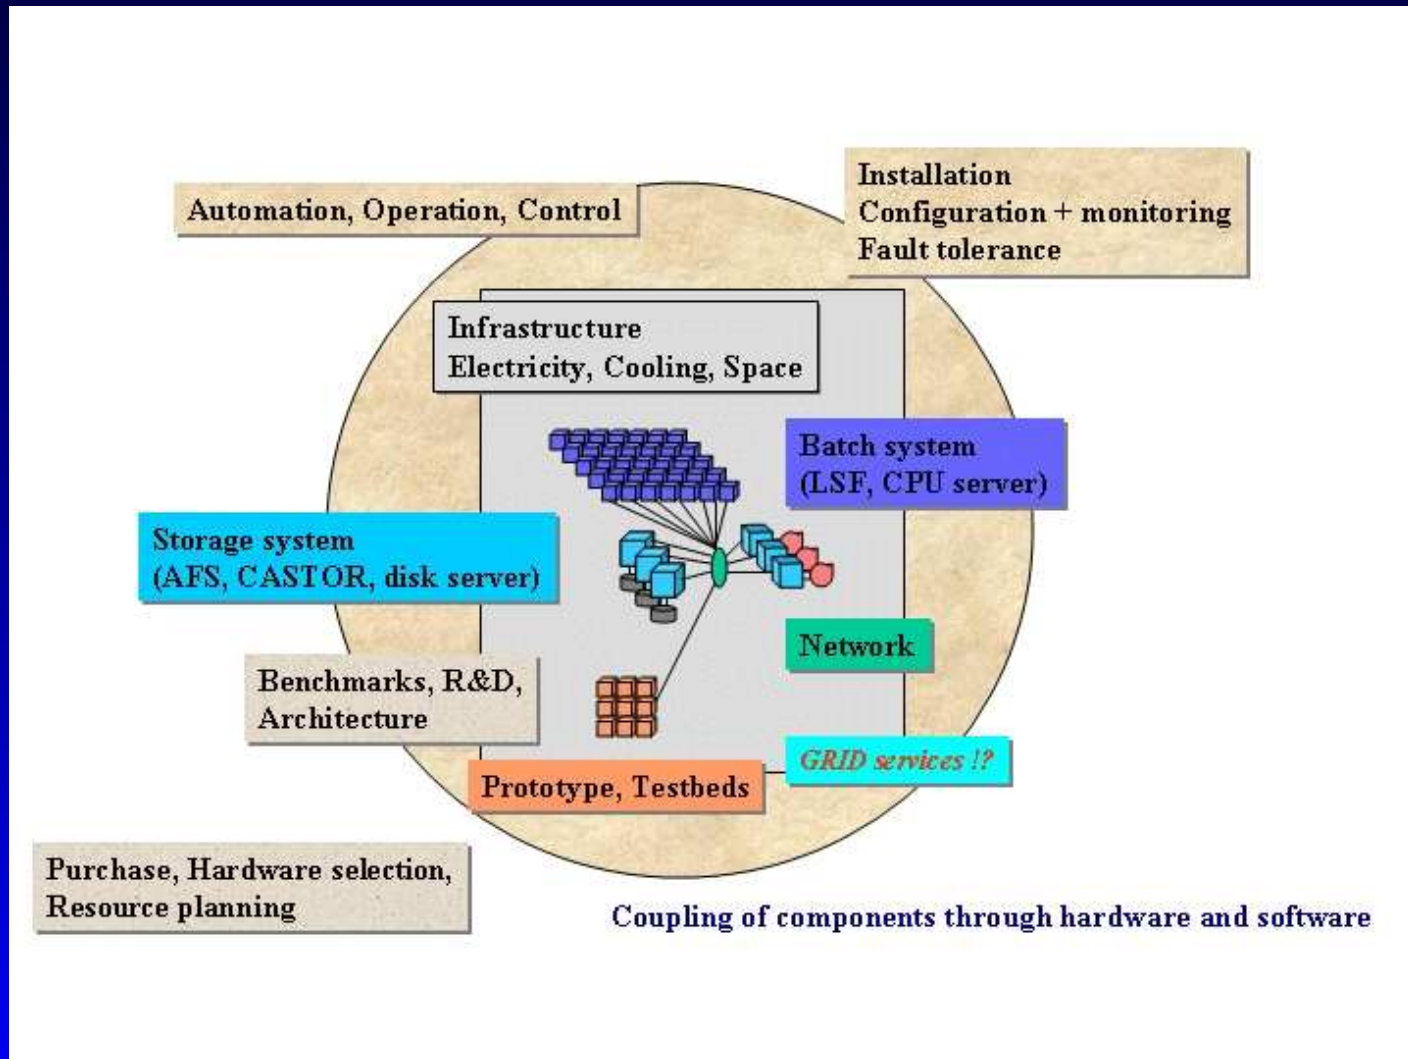 Automation, Operation, Control
Installation
Configuration + monitoring
Fault tolerance
Infrastructure
Electricity, Cooling, Space
Batch system
(LSF, CPU server)
Storage system
(AFS, CASTOR, disk server)
Network
Benchmarks, R&D,
Architecture
GRID services !?
Prototype, Testbeds
Purchase, Hardware selection,
Resource planning
Coupling of components through hardware and software